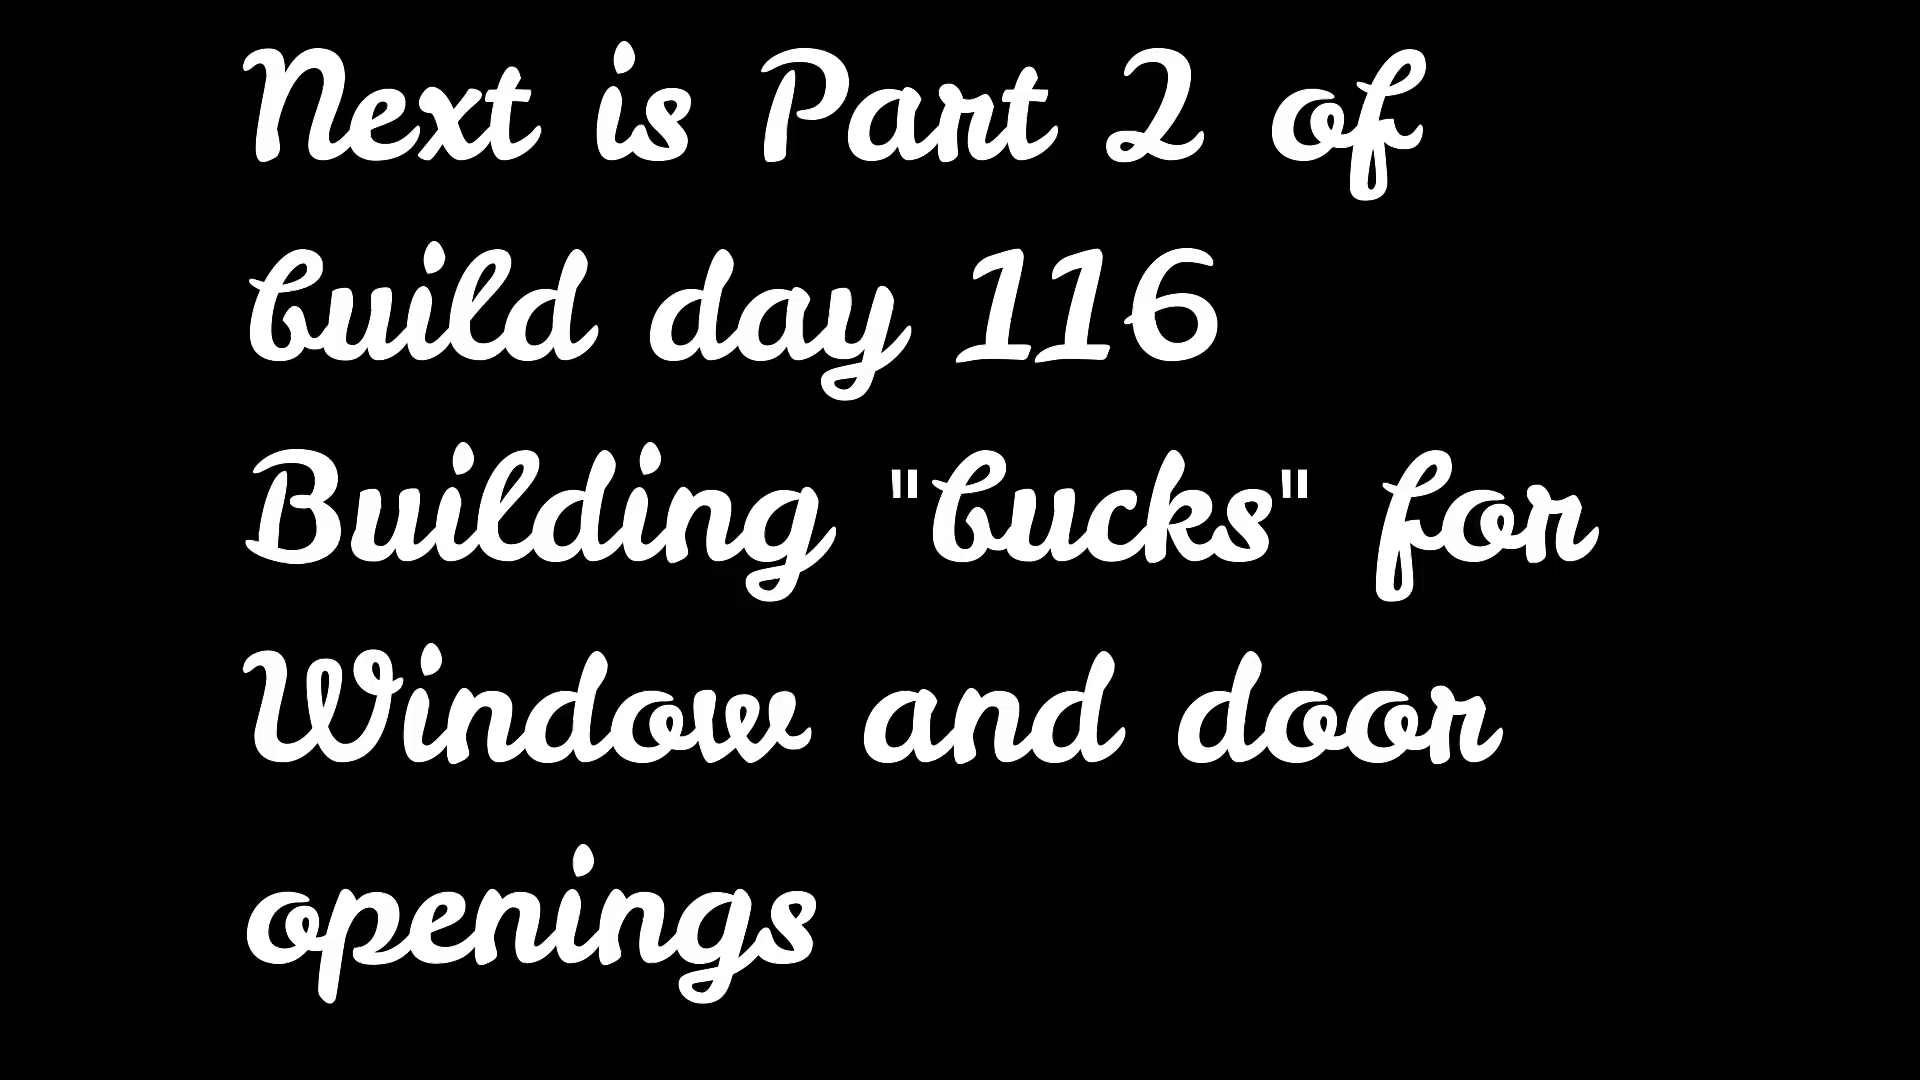 Next is Part 2 of
build day 116
Building "bucks" for
Window and door
openings